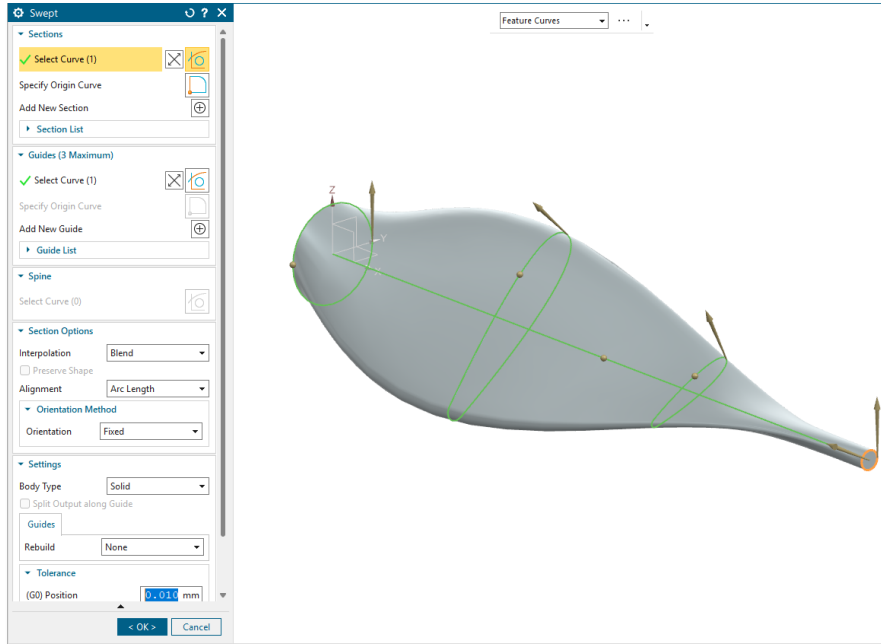 Swept
?
Sections
Select Curve (1)
Specify Origin Curve
Add New Section
Section List
Guides (3 Maximum)
Select Curve (1)
Specify Origin Curve
Add New Guide
Guide List
Spine
Select Curve (0)
Section Options
Interpolation Blend
Preserve Shape
Alignment Arc Length
Orientation Method
Orientation Fixed
Settings
Body Type Solid
Split Output along Guide
Guides
Rebuild None
Tolerance
(G0) Position 0.010 mm
< OK > Cancel
Feature Curves
Z
Y
X